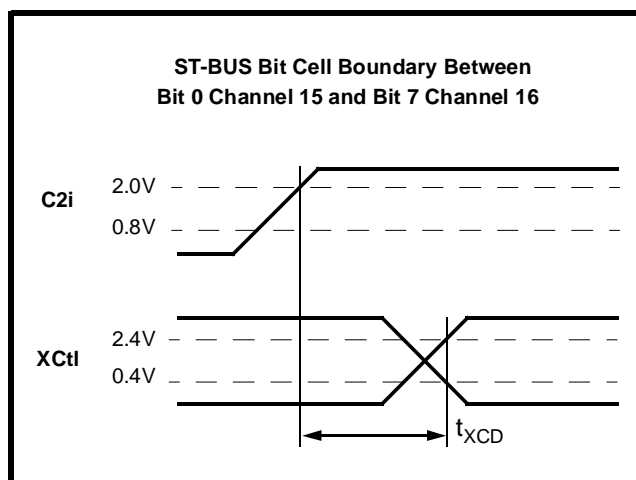 ST-BUS Bit Cell Boundary Between
Bit 0 Channel 15 and Bit 7 Channel 16
C2i
2.0V
0.8V
XCtl
2.4V
0.4V
tXCD